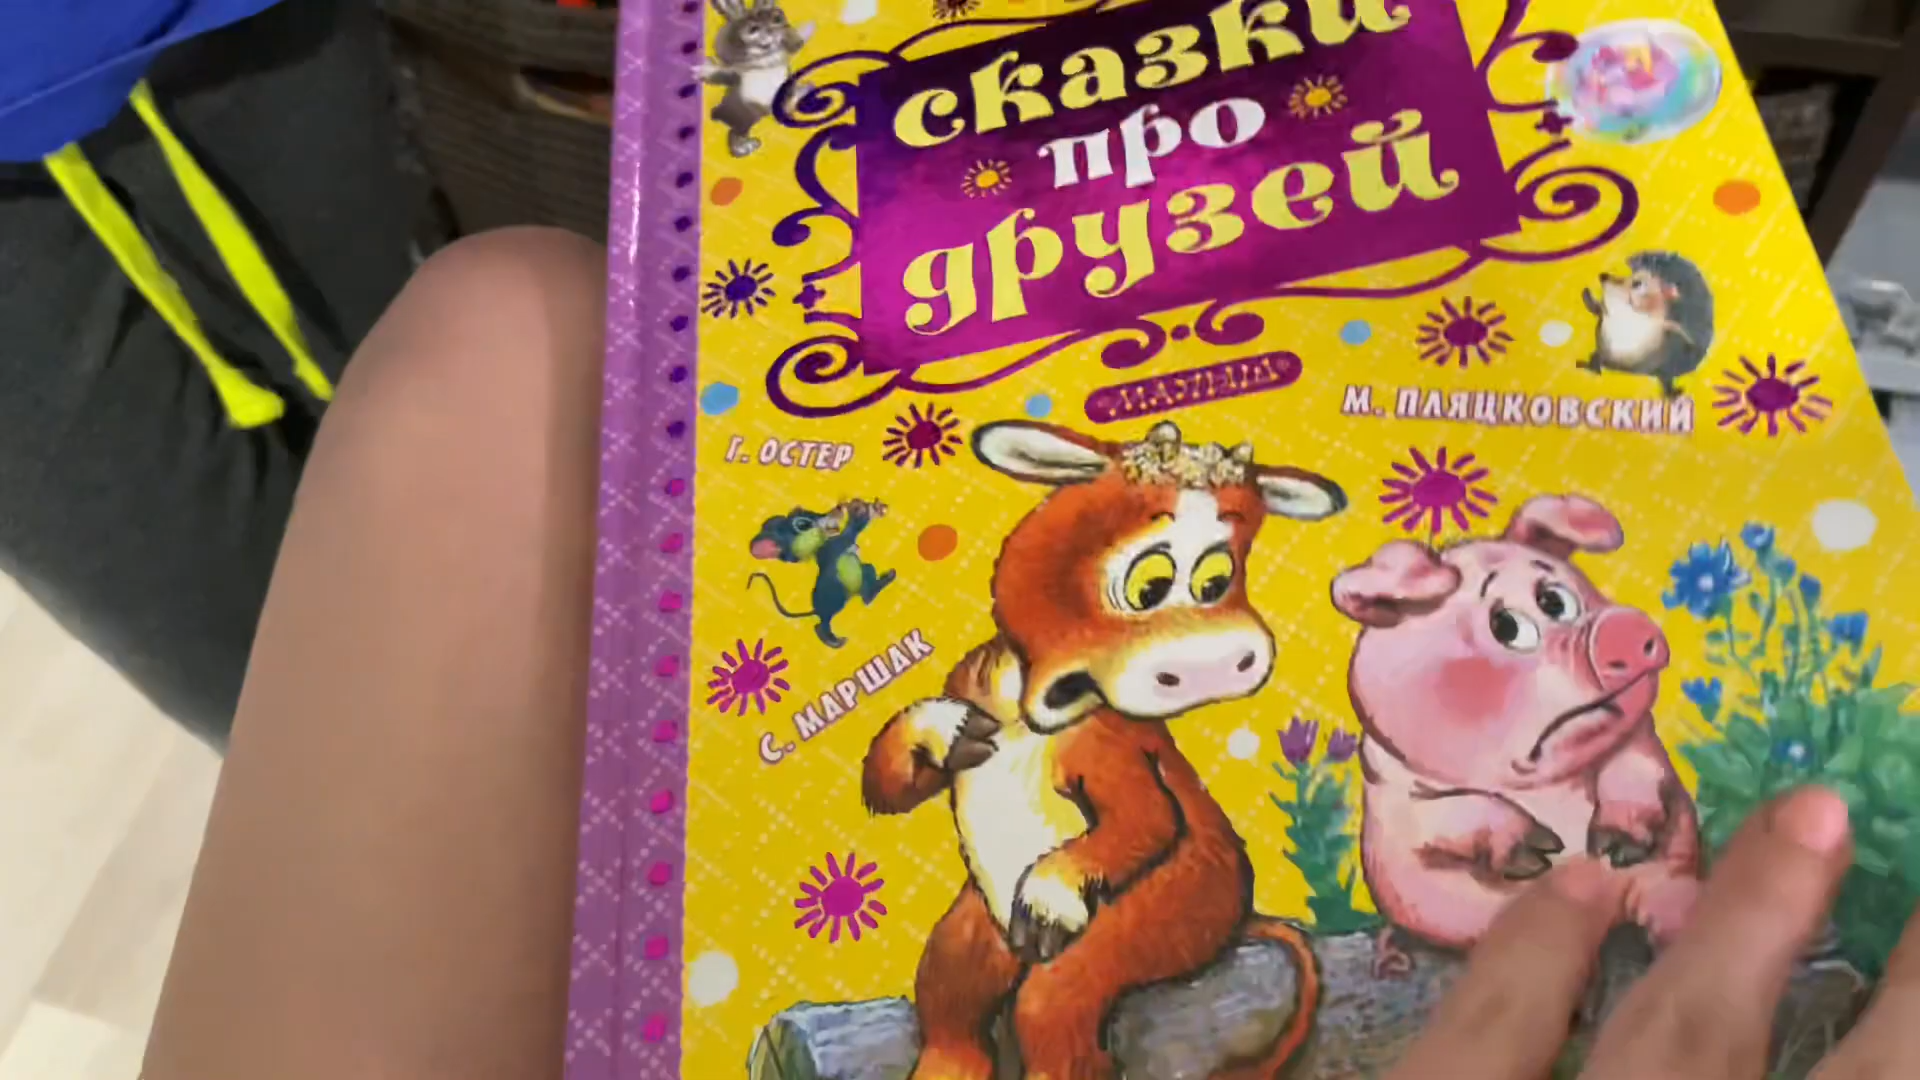 сказки
про
друзей
МАЛЫШ
М. ПЛЯЦКОВСКИЙ
Г. ОСТЕР
С. МАРШАК